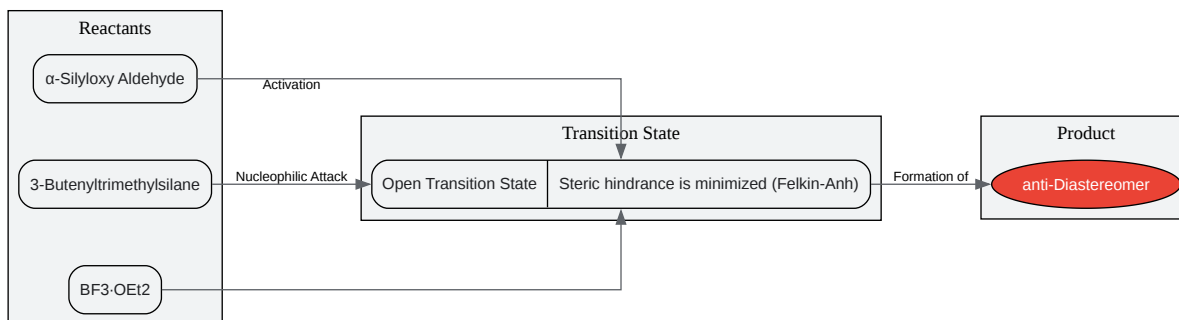 Reactants
α-Silyloxy Aldehyde
Activation
Transition State
Product
3-Butenyltrimethylsilane
Nucleophilic Attack
Open Transition State
Steric hindrance is minimized (Felkin-Anh)
Formation of
anti-Diastereomer
BF3·OEt2